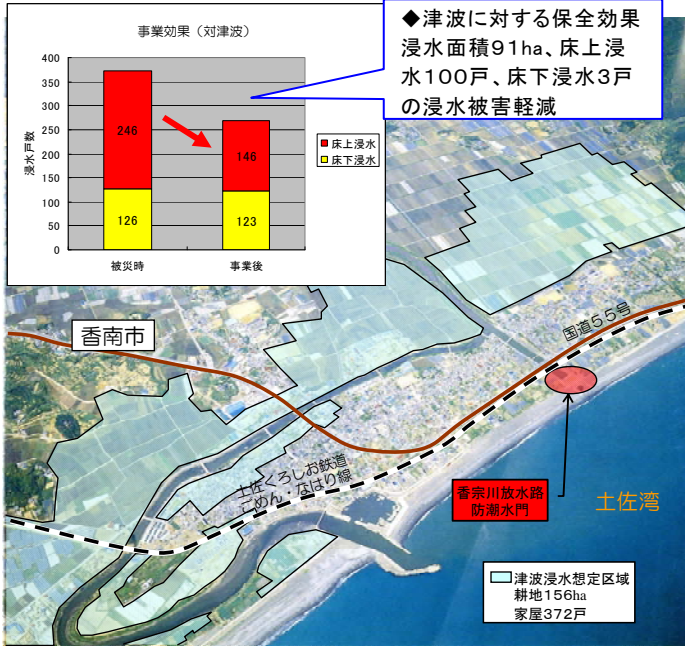 事業効果（対津波）
浸水戸数
400
350
300
250
200
150
100
50
0
246
126
146
123
被災時
事業後
床上浸水
床下浸水
◆津波に対する保全効果
浸水面積91ha、床上浸
水100戸、床下浸水3戸
の浸水被害軽減
香南市
国道５５号
土佐くろしお鉄道
ごめん・なはり線
香宗川放水路
防潮水門
土佐湾
津波浸水想定区域
耕地156ha
家屋372戸